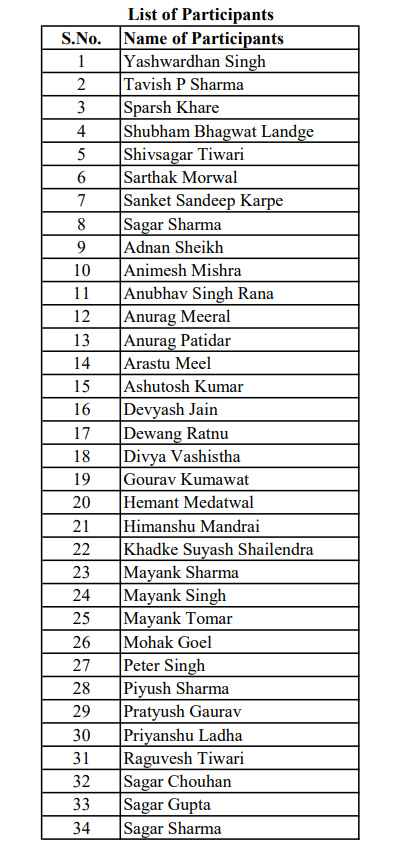 List of Participants
S.No. Name of Participants
1 Yashwardhan Singh
2 Tavish P Sharma
3 Sparsh Khare
4 Shubham Bhagwat Landge
5 Shivsagar Tiwari
6 Sarthak Morwal
7 Sanket Sandeep Karpe
8 Sagar Sharma
9 Adnan Sheikh
10 Animesh Mishra
11 Anubhav Singh Rana
12 Anurag Meeral
13 Anurag Patidar
14 Arastu Meel
15 Ashutosh Kumar
16 Devyash Jain
17 Dewang Ratnu
18 Divya Vashistha
19 Gourav Kumawat
20 Hemant Medatwal
21 Himanshu Mandrai
22 Khadke Suyash Shailendra
23 Mayank Sharma
24 Mayank Singh
25 Mayank Tomar
26 Mohak Goel
27 Peter Singh
28 Piyush Sharma
29 Pratyush Gaurav
30 Priyanshu Ladha
31 Raguvesh Tiwari
32 Sagar Chouhan
33 Sagar Gupta
34 Sagar Sharma